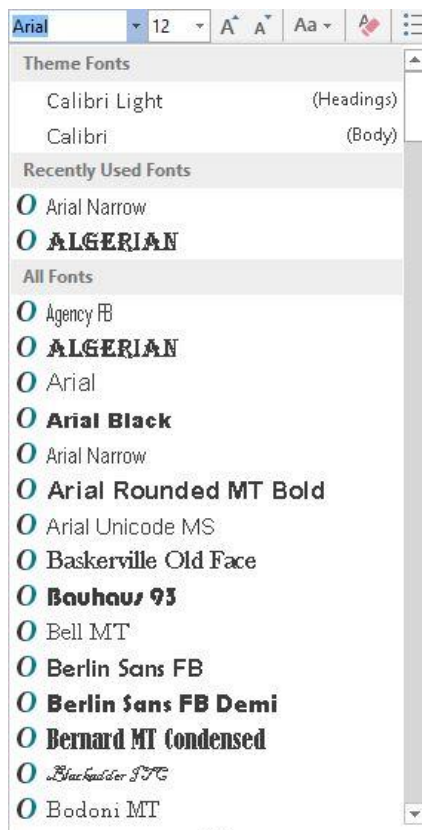 Arial 12 A A Aa
Theme Fonts
Calibri Light (Headings)
Calibri (Body)
Recently Used Fonts
O Arial Narrow
O ALGERIAN
All Fonts
O Agency FB
O ALGERIAN
O Arial
O Arial Black
O Arial Narrow
O Arial Rounded MT Bold
O Arial Unicode MS
O Baskerville Old Face
O Bauhaus 93
O Bell MT
O Berlin Sans FB
O Berlin Sans FB Demi
O Bernard MT Condensed
O Blackadder ITC
O Bodoni MT